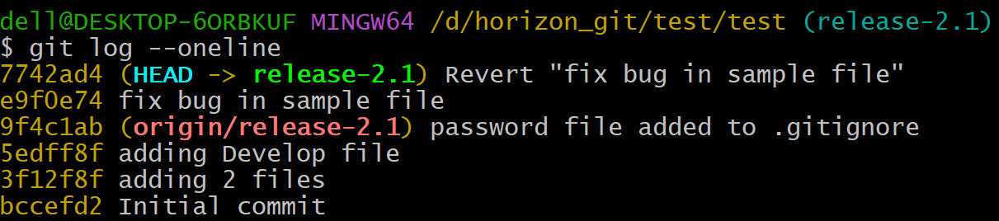 dell@DESKTOP-6ORBKUF MINGW64 /d/horizon_git/test/test (release-2.1)
$ git log --oneline
7742ad4 (HEAD -> release-2.1) Revert "fix bug in sample file"
e9f0e74 fix bug in sample file
9f4c1ab (origin/release-2.1) password file added to .gitignore
5edff8f adding Develop file
3f12f8f adding 2 files
bccefd2 Initial commit